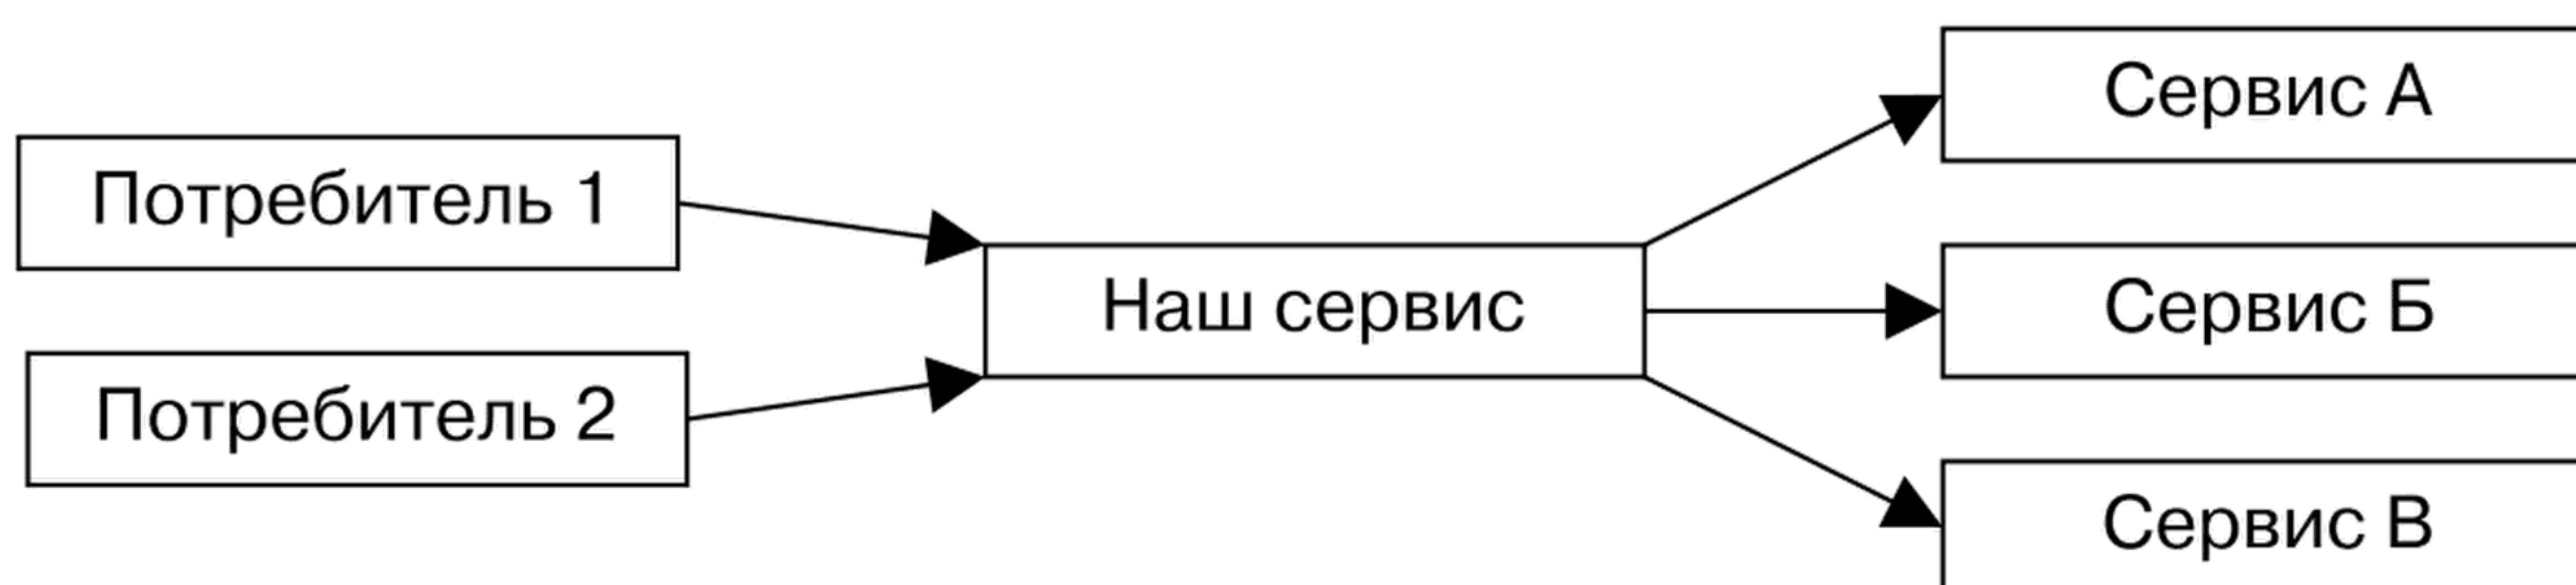 Потребитель 1
Потребитель 2
Наш сервис
Сервис А
Сервис Б
Сервис В